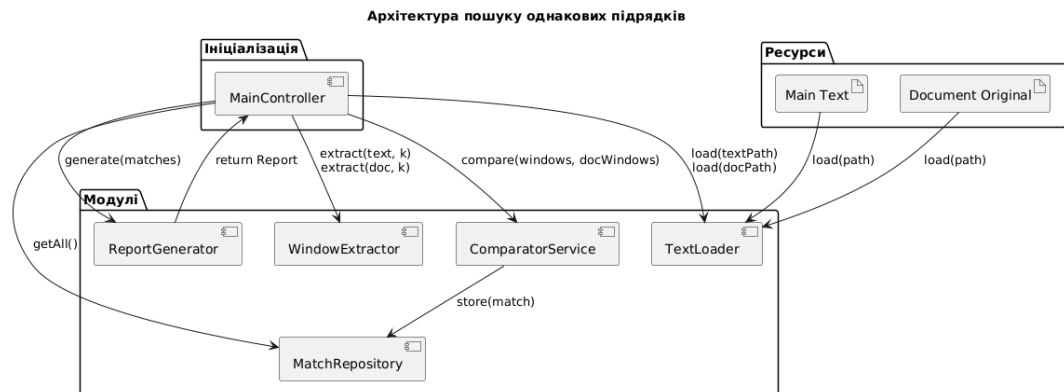 Архітектура пошуку однакових підрядків
Ініціалізація
MainController
Ресурси
Main Text
Document Original
generate(matches)
return Report
extract(text, k)
extract(doc, k)
compare(windows, docWindows)
load(textPath)
load(docPath)
load(path)
load(path)
Модулі
getAll()
ReportGenerator
WindowExtractor
ComparatorService
TextLoader
store(match)
MatchRepository